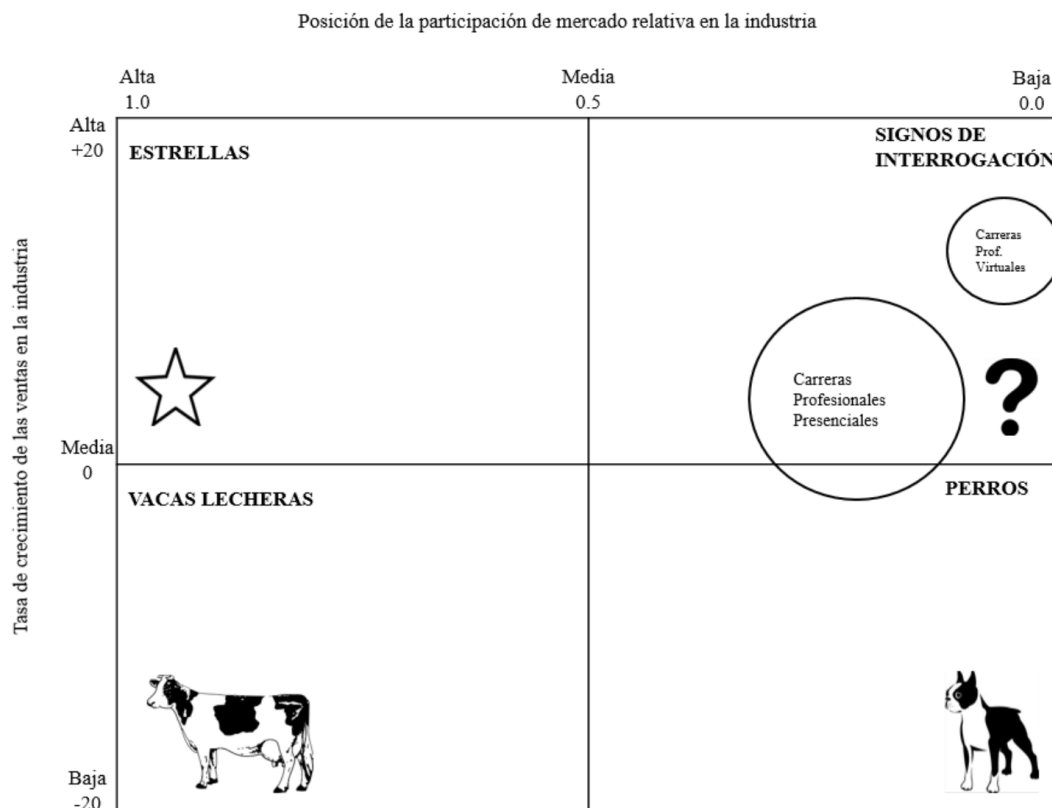 Posición de la participación de mercado relativa en la industria
Alta
1.0
Media
0.5
Baja
0.0
Alta
+20
ESTRELLAS
SIGNOS DE
INTERROGACIÓN
Carreras
Prof.
Virtuales
Tasa de crecimiento de las ventas en la industria
Carreras
Profesionales
Presenciales
?
Media
0
VACAS LECHERAS
PERROS
Baja
-20